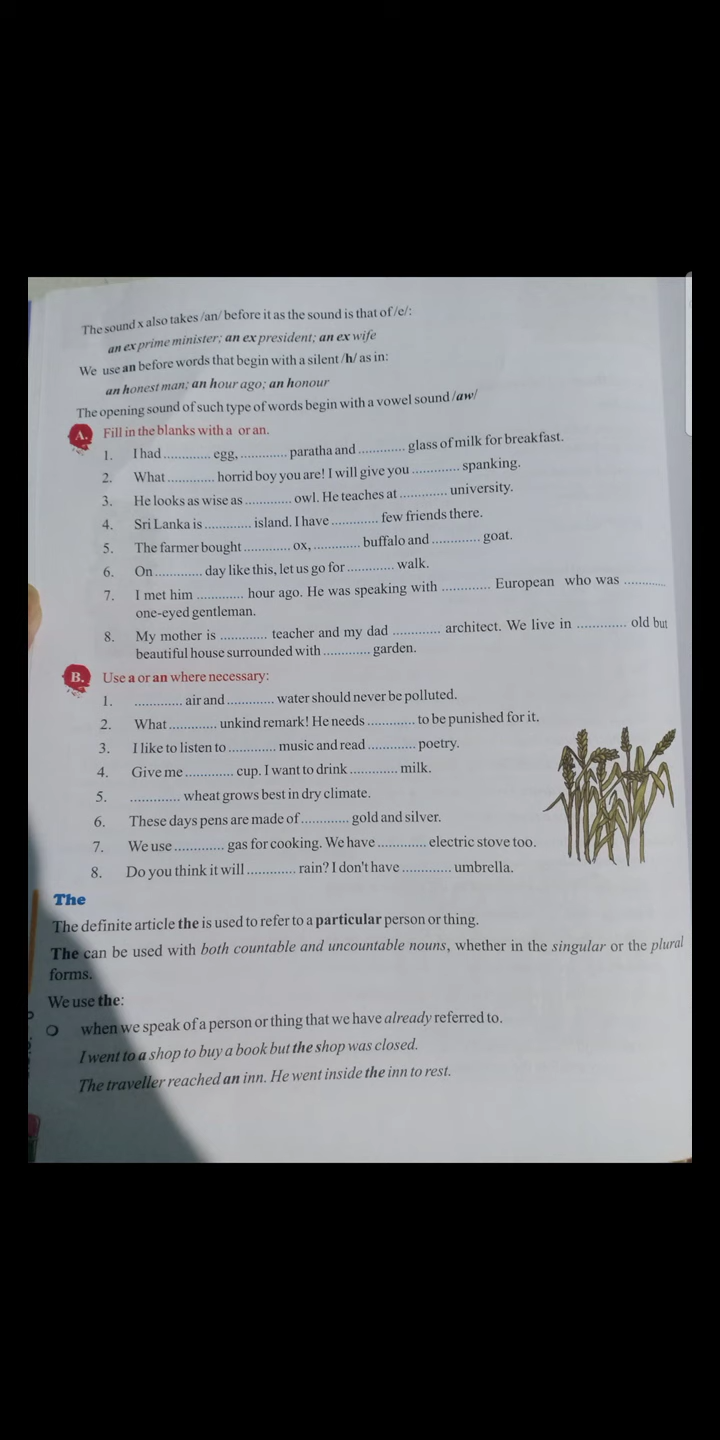 The sound x also takes /an/ before it as the sound is that of /e/:
an ex prime minister; an ex president; an ex wife
We use an before words that begin with a silent /h/ as in:
an honest man; an hour ago; an honour
The opening sound of such type of words begin with a vowel sound /aw/
A. Fill in the blanks with a or an.
1. I had ............ egg, ............ paratha and ............ glass of milk for breakfast.
2. What ............ horrid boy you are! I will give you ............ spanking.
3. He looks as wise as ............ owl. He teaches at ............ university.
4. Sri Lanka is ............ island. I have ............ few friends there.
5. The farmer bought ............ ox, ............ buffalo and ............ goat.
6. On ............ day like this, let us go for ............ walk.
7. I met him ............ hour ago. He was speaking with ............ European who was ............
one-eyed gentleman.
8. My mother is ............ teacher and my dad ............ architect. We live in ............ old but
beautiful house surrounded with ............ garden.
B. Use a or an where necessary:
1. ............ air and ............ water should never be polluted.
2. What ............ unkind remark! He needs ............ to be punished for it.
3. I like to listen to ............ music and read ............ poetry.
4. Give me ............ cup. I want to drink ............ milk.
5. ............ wheat grows best in dry climate.
6. These days pens are made of ............ gold and silver.
7. We use ............ gas for cooking. We have ............ electric stove too.
8. Do you think it will ............ rain? I don't have ............ umbrella.
The
The definite article the is used to refer to a particular person or thing.
The can be used with both countable and uncountable nouns, whether in the singular or the plural
forms.
We use the:
O when we speak of a person or thing that we have already referred to.
I went to a shop to buy a book but the shop was closed.
The traveller reached an inn. He went inside the inn to rest.